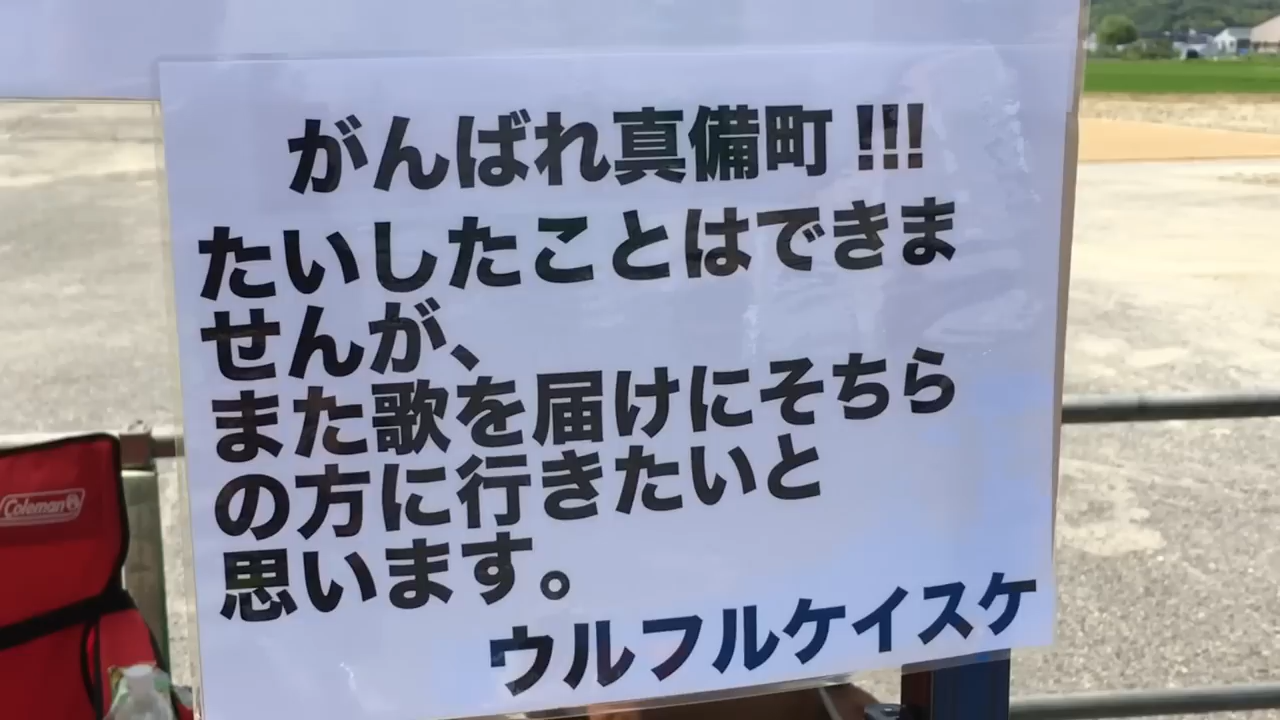 がんばれ真備町!!!
たいしたことはできま
せんが、
また歌を届けにそちら
の方に行きたいと
思います。
ウルフルケイスケ
Coleman